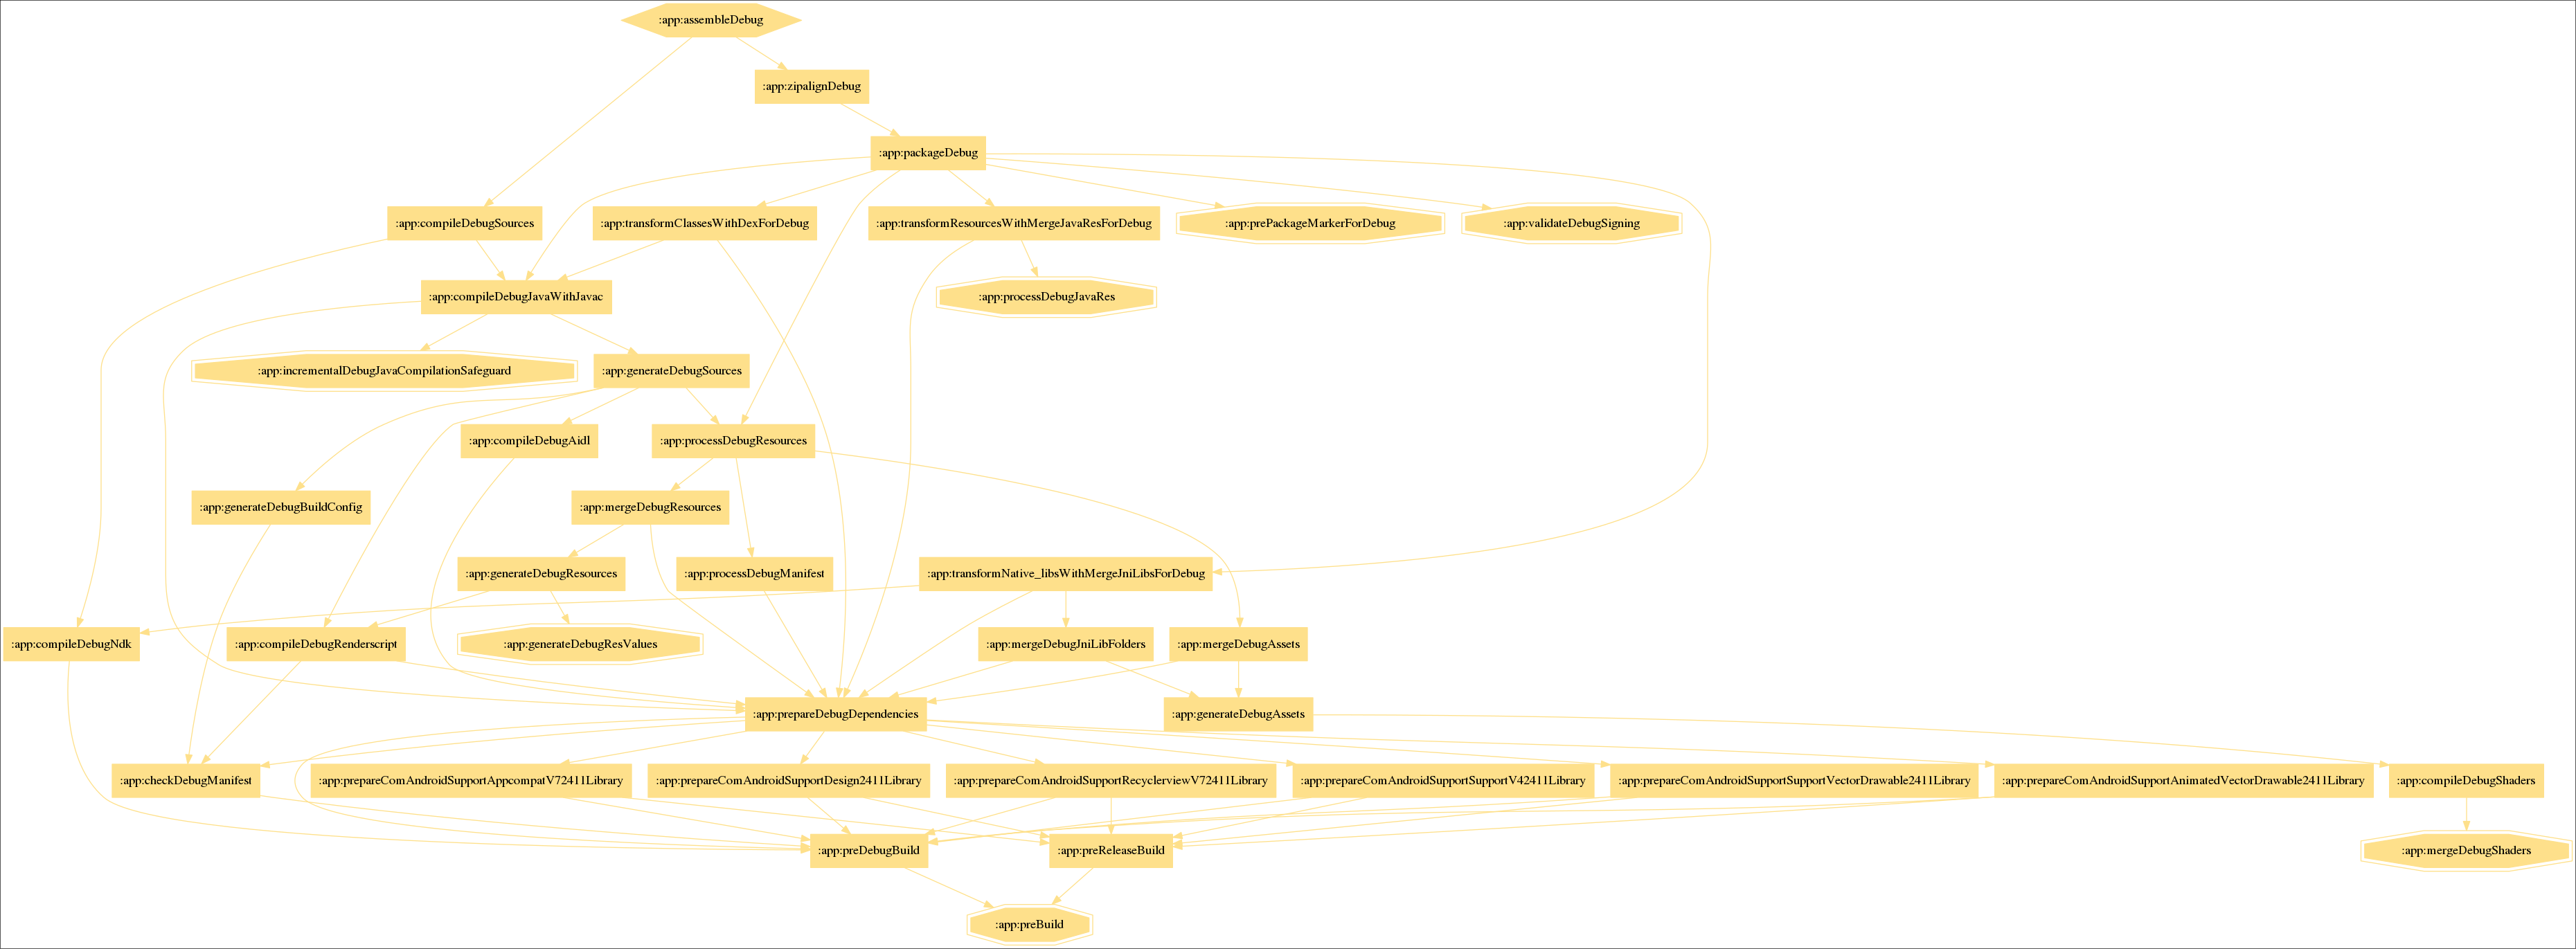 :app:assembleDebug
:app:zipalignDebug
:app:packageDebug
:app:compileDebugSources
:app:transformClassesWithDexForDebug
:app:transformResourcesWithMergeJavaResForDebug
:app:prePackageMarkerForDebug
:app:validateDebugSigning
:app:compileDebugJavaWithJavac
:app:processDebugJavaRes
:app:incrementalDebugJavaCompilationSafeguard
:app:generateDebugSources
:app:compileDebugAidl
:app:processDebugResources
:app:generateDebugBuildConfig
:app:mergeDebugResources
:app:generateDebugResources
:app:processDebugManifest
:app:transformNative_libsWithMergeJniLibsForDebug
:app:compileDebugNdk
:app:compileDebugRenderscript
:app:generateDebugResValues
:app:mergeDebugJniLibFolders
:app:mergeDebugAssets
:app:prepareDebugDependencies
:app:generateDebugAssets
:app:checkDebugManifest
:app:prepareComAndroidSupportAppcompatV72411Library
:app:prepareComAndroidSupportDesign2411Library
:app:prepareComAndroidSupportRecyclerviewV72411Library
:app:prepareComAndroidSupportSupportV42411Library
:app:prepareComAndroidSupportSupportVectorDrawable2411Library
:app:prepareComAndroidSupportAnimatedVectorDrawable2411Library
:app:compileDebugShaders
:app:preDebugBuild
:app:preReleaseBuild
:app:mergeDebugShaders
:app:preBuild